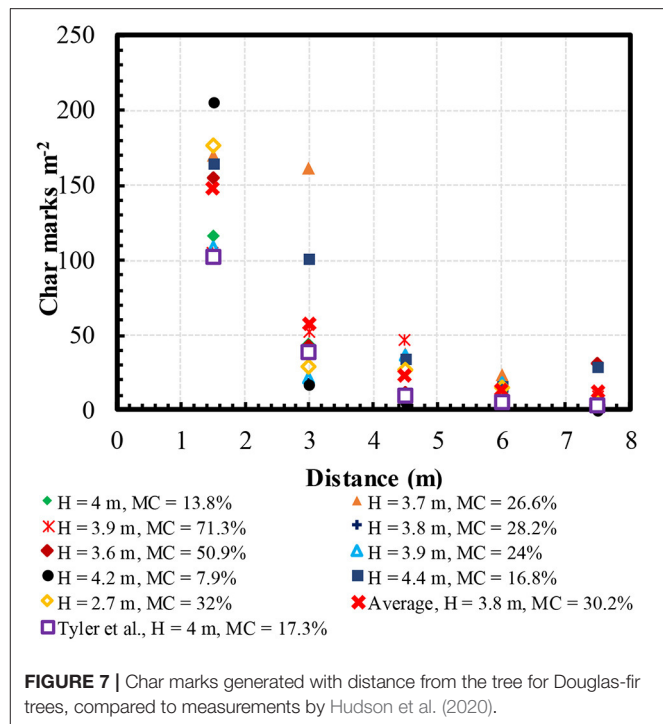 250
200
150
100
50
0
Char marks m-2
0 1 2 3 4 5 6 7 8
Distance (m)
H = 4 m, MC = 13.8%
H = 3.7 m, MC = 26.6%
H = 3.9 m, MC = 71.3%
H = 3.8 m, MC = 28.2%
H = 3.6 m, MC = 50.9%
H = 3.9 m, MC = 24%
H = 4.2 m, MC = 7.9%
H = 4.4 m, MC = 16.8%
H = 2.7 m, MC = 32%
Average, H = 3.8 m, MC = 30.2%
Tyler et al., H = 4 m, MC = 17.3%
FIGURE 7 | Char marks generated with distance from the tree for Douglas-fir
trees, compared to measurements by Hudson et al. (2020).